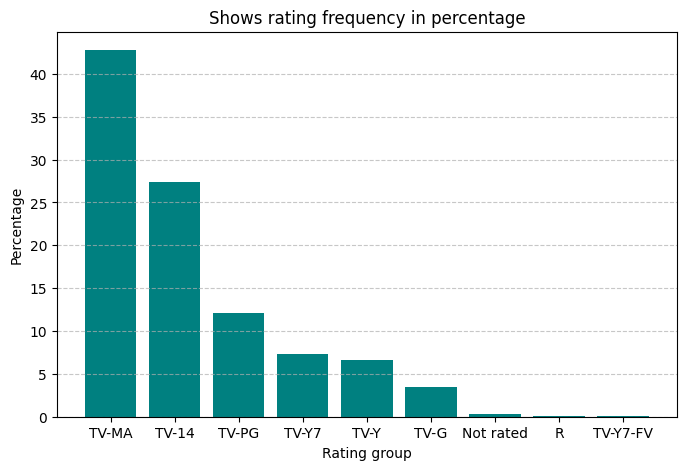 Shows rating frequency in percentage
Percentage
40
35
30
25
20
15
10
5
0
TV-MA TV-14 TV-PG TV-Y7 TV-Y TV-G Not rated R TV-Y7-FV
Rating group